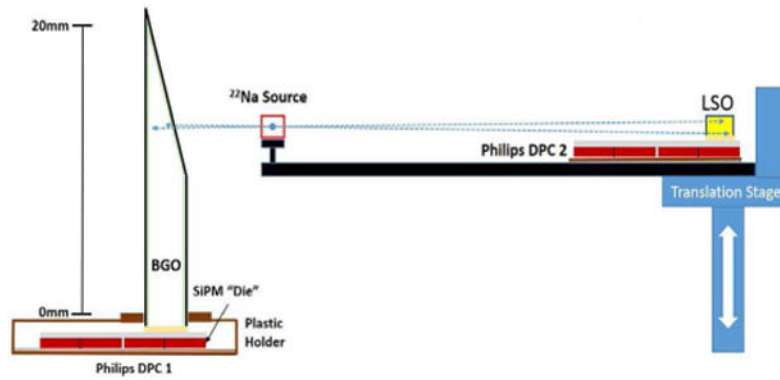 20mm
²²Na Source
LSO
Philips DPC 2
Translation Stage
BGO
SiPM “Die”
0mm
Plastic
Holder
Philips DPC 1